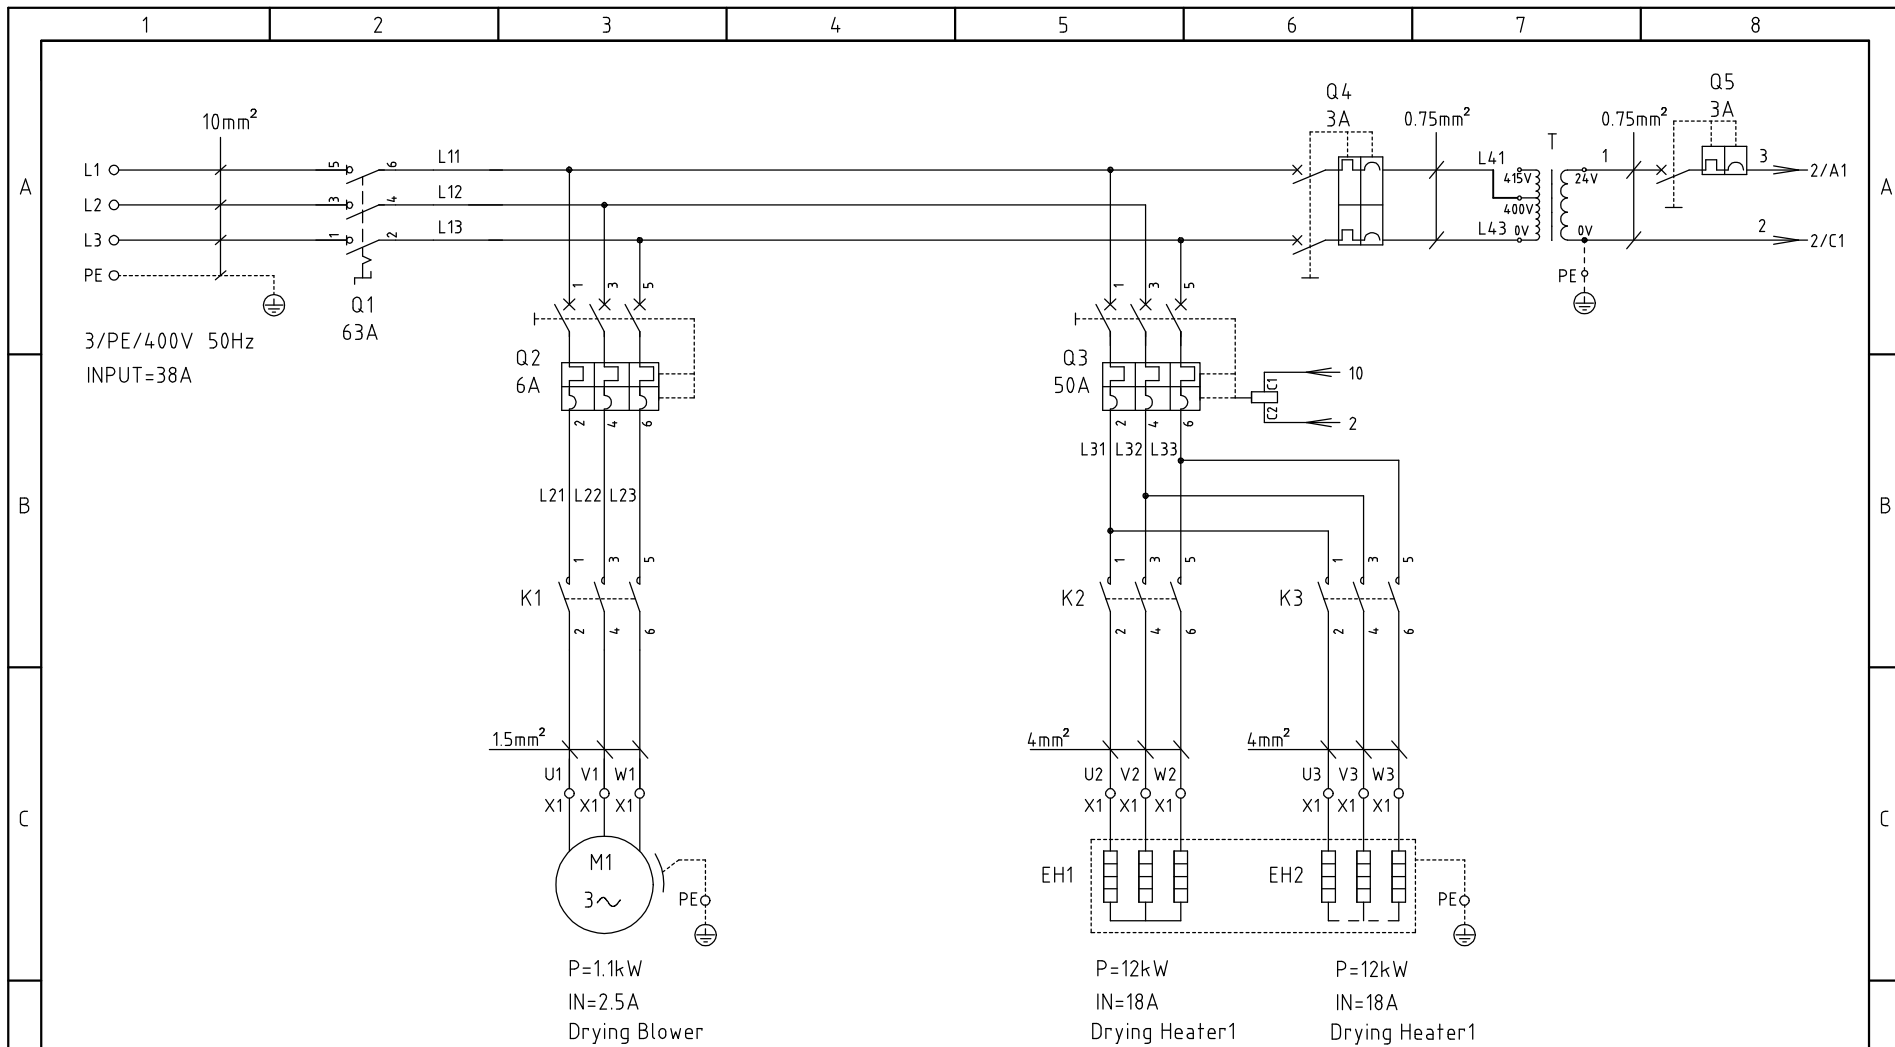 1 2 3 4 5 6 7 8
A A
B B
C C
10mm²
L1
L2
L3
PE
3/PE/400V 50Hz
INPUT=38A
5 6
3 4
1 2
Q1
63A
L11
L12
L13
1 3 5
Q2
6A
2 4 6
L21 L22 L23
1 3 5
K1
2 4 6
1.5mm²
U1 V1 W1
X1 X1 X1
M1
3~
PE
P=1.1kW
IN=2.5A
Drying Blower
1 3 5
Q3
50A
C1
C2
10
2
2 4 6
L31 L32 L33
1 3 5
K2
2 4 6
1 3 5
K3
2 4 6
4mm²
4mm²
U2 V2 W2
X1 X1 X1
U3 V3 W3
X1 X1 X1
EH1
EH2
PE
P=12kW
IN=18A
Drying Heater1
P=12kW
IN=18A
Drying Heater1
Q4
3A
0.75mm²
L41
L43
415V
400V
0V
T
24V
0V
PE
1
0.75mm²
Q5
3A
3
2/A1
2
2/C1